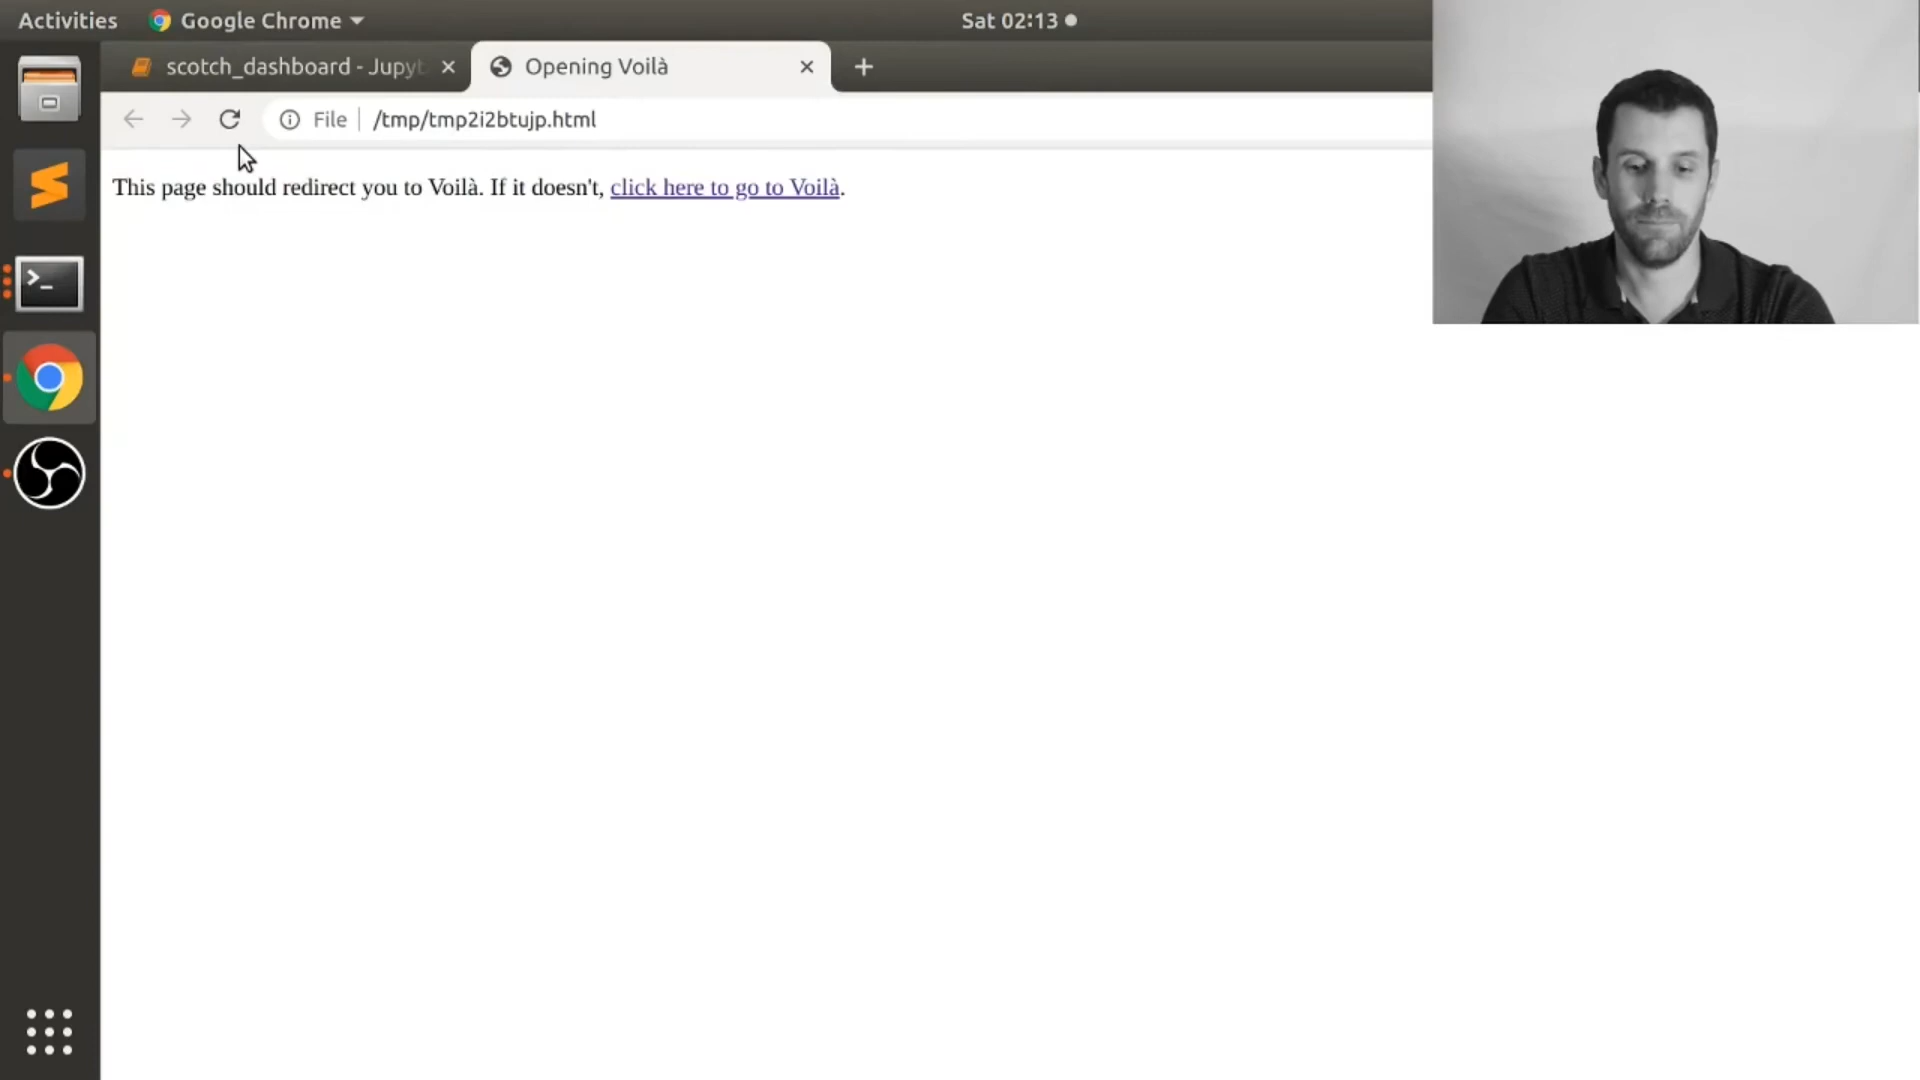 Activities
Google Chrome
Sat 02:13
scotch_dashboard - Jupyt
Opening Voilà
File
/tmp/tmp2i2btujp.html
This page should redirect you to Voilà. If it doesn't, click here to go to Voilà.